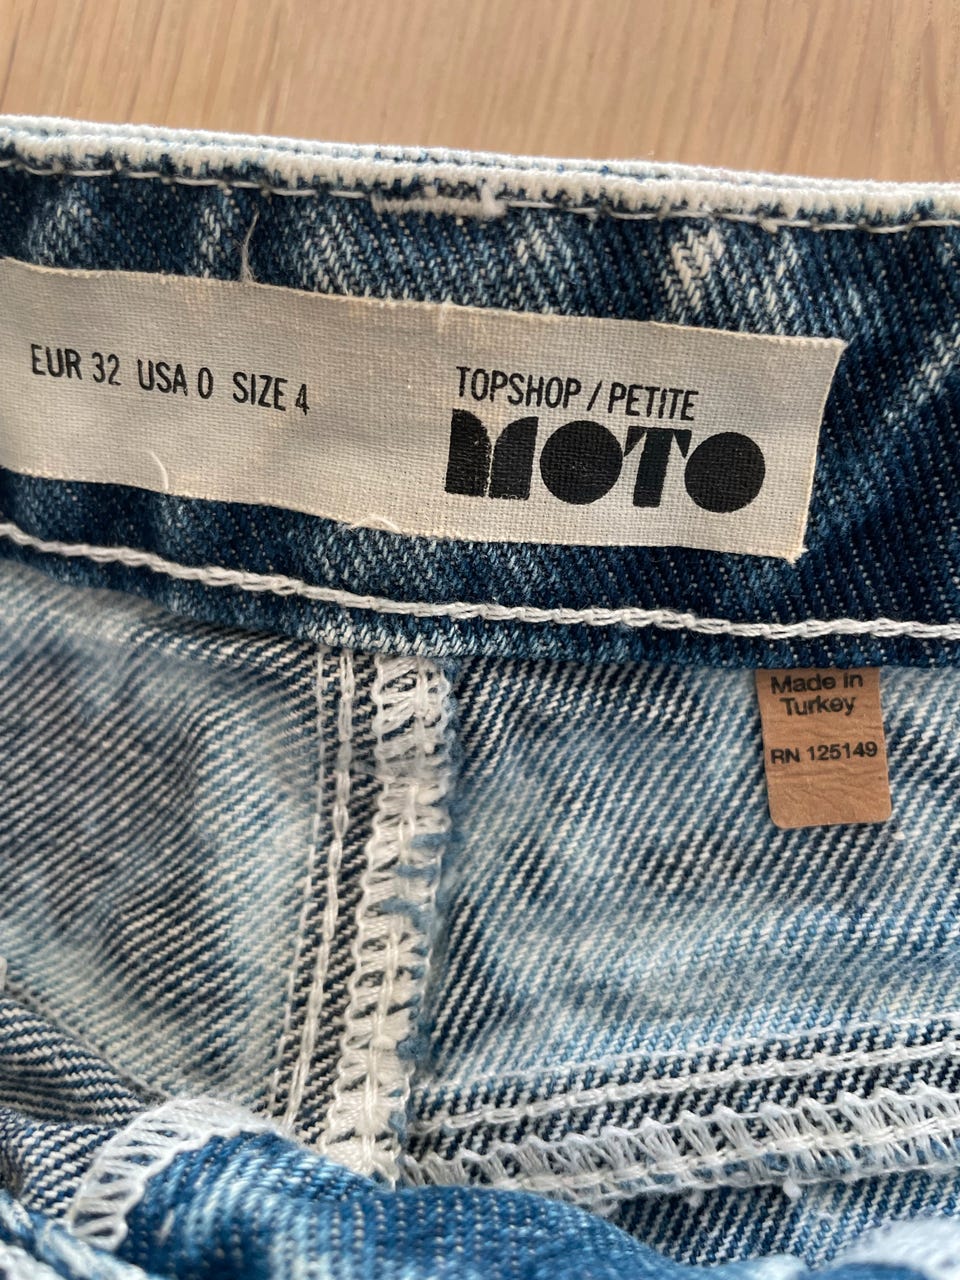 EUR 32 USA 0 SIZE 4
TOPSHOP / PETITE
MOTO
Made in
Turkey
RN 125149